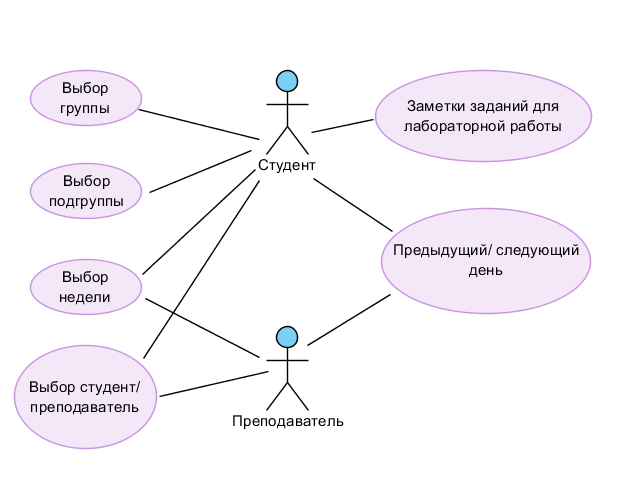 Выбор
группы
Выбор
подгруппы
Выбор
недели
Выбор студент/
преподаватель
Студент
Преподаватель
Заметки заданий для
лабораторной работы
Предыдущий/ следующий
день